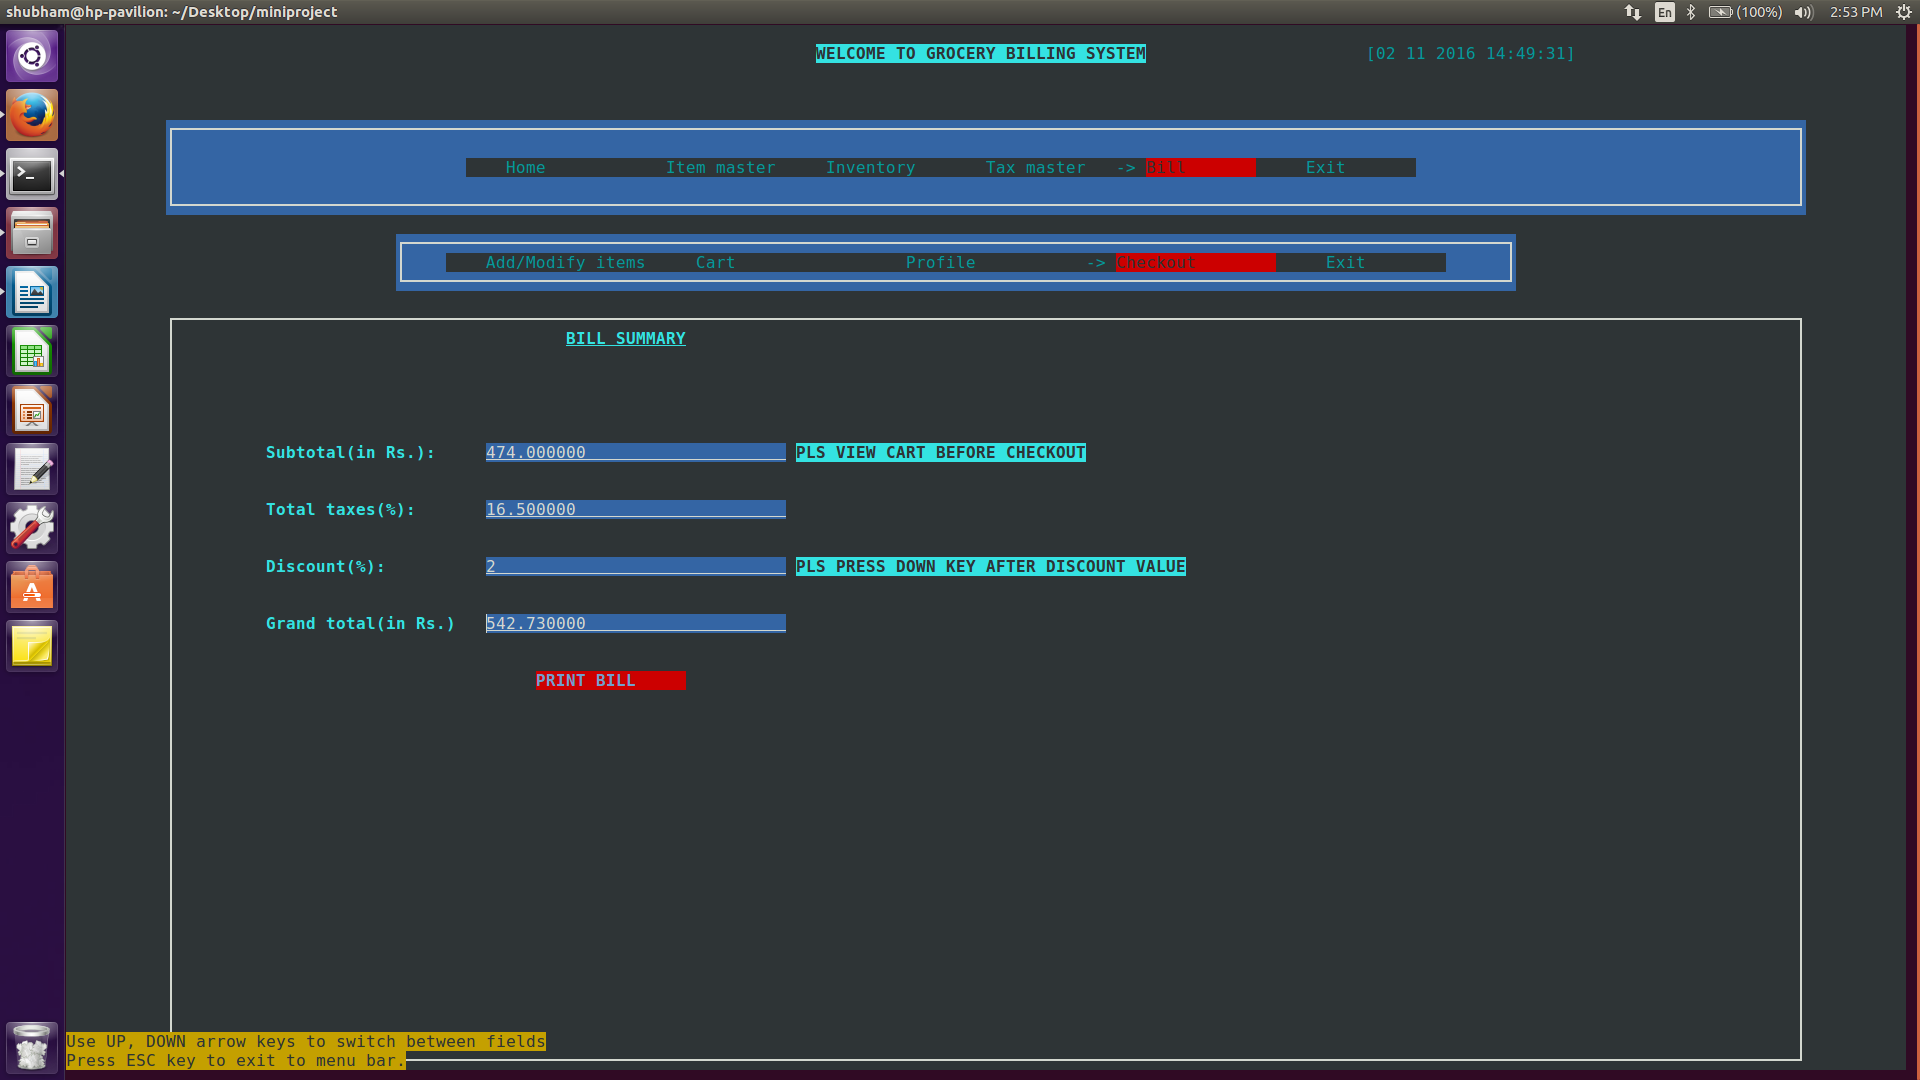 shubham@hp-pavilion: ~/Desktop/miniproject En (100%) 2:53 PM
WELCOME TO GROCERY BILLING SYSTEM [02 11 2016 14:49:31]
Home Item master Inventory Tax master -> Bill Exit
Add/Modify items Cart Profile -> Checkout Exit
BILL SUMMARY
Subtotal(in Rs.): 474.000000 PLS VIEW CART BEFORE CHECKOUT
Total taxes(%): 16.500000
Discount(%): 2 PLS PRESS DOWN KEY AFTER DISCOUNT VALUE
Grand total(in Rs.) 542.730000
PRINT BILL
Use UP, DOWN arrow keys to switch between fields
Press ESC key to exit to menu bar.